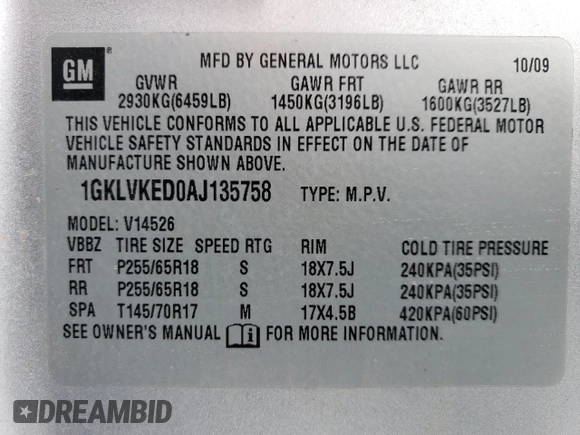 GM ®
MFD BY GENERAL MOTORS LLC 10/09
GVWR GAWR FRT GAWR RR
2930KG(6459LB) 1450KG(3196LB) 1600KG(3527LB)
THIS VEHICLE CONFORMS TO ALL APPLICABLE U.S. FEDERAL MOTOR
VEHICLE SAFETY STANDARDS IN EFFECT ON THE DATE OF
MANUFACTURE SHOWN ABOVE.
1GKLVKED0AJ135758 TYPE: M.P.V.
MODEL: V14526
VBBZ TIRE SIZE SPEED RTG RIM COLD TIRE PRESSURE
FRT P255/65R18 S 18X7.5J 240KPA(35PSI)
RR P255/65R18 S 18X7.5J 240KPA(35PSI)
SPA T145/70R17 M 17X4.5B 420KPA(60PSI)
SEE OWNER'S MANUAL i FOR MORE INFORMATION.
DREAMBID